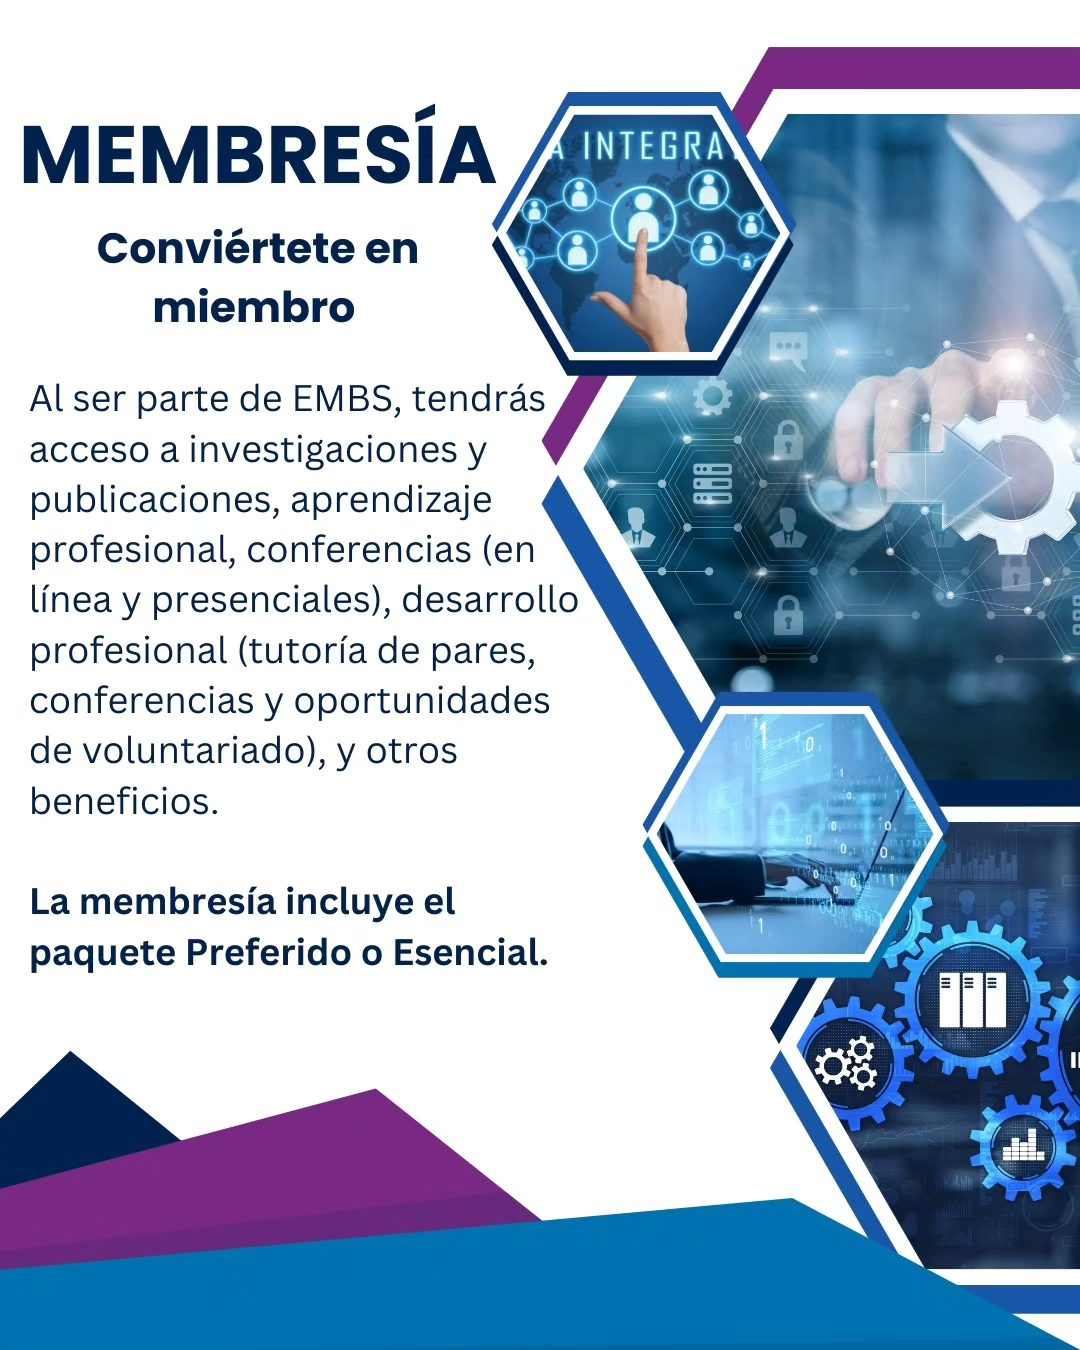 MEMBRESÍA
Conviértete en
miembro
Al ser parte de EMBS, tendrás
acceso a investigaciones y
publicaciones, aprendizaje
profesional, conferencias (en
línea y presenciales), desarrollo
profesional (tutoría de pares,
conferencias y oportunidades
de voluntariado), y otros
beneficios.
La membresía incluye el
paquete Preferido o Esencial.
A INTEGRA